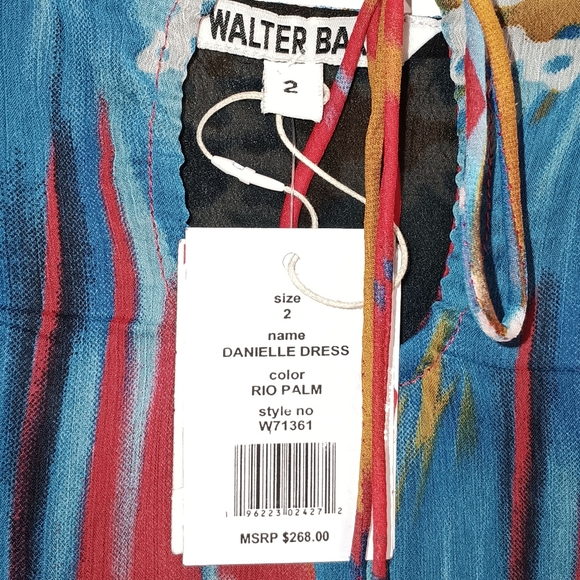 WALTER BA
2
size
2
name
DANIELLE DRESS
color
RIO PALM
style no
W71361
1 96223 02427 2
MSRP $268.00